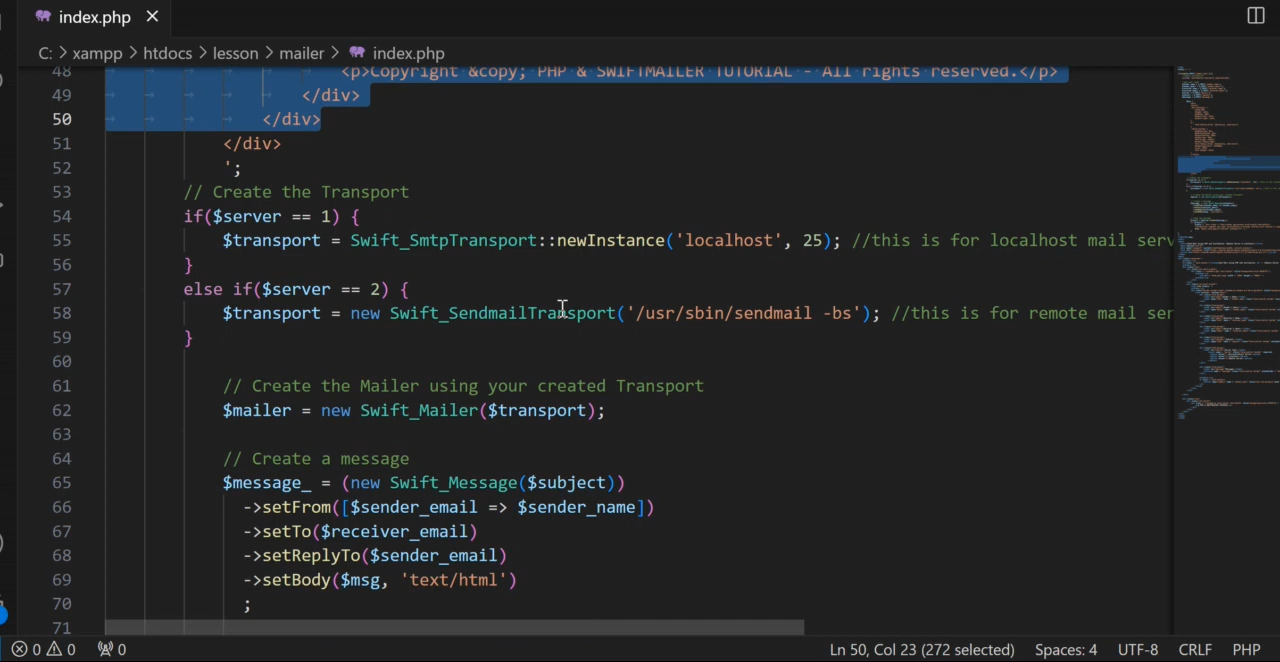 index.php
C: > xampp > htdocs > lesson > mailer > index.php
48 <p>Copyright &copy; PHP & SWIFTMAILER TUTORIAL - All rights reserved.</p>
49 </div>
50 </div>
51 </div>
52 ';
53 // Create the Transport
54 if($server == 1) {
55 $transport = Swift_SmtpTransport::newInstance('localhost', 25); //this is for localhost mail serv
56 }
57 else if($server == 2) {
58 $transport = new Swift_SendmailTransport('/usr/sbin/sendmail -bs'); //this is for remote mail ser
59 }
60
61 // Create the Mailer using your created Transport
62 $mailer = new Swift_Mailer($transport);
63
64 // Create a message
65 $message_ = (new Swift_Message($subject))
66 ->setFrom([$sender_email => $sender_name])
67 ->setTo($receiver_email)
68 ->setReplyTo($sender_email)
69 ->setBody($msg, 'text/html')
70 ;
71
0 0 0 Ln 50, Col 23 (272 selected) Spaces: 4 UTF-8 CRLF PHP